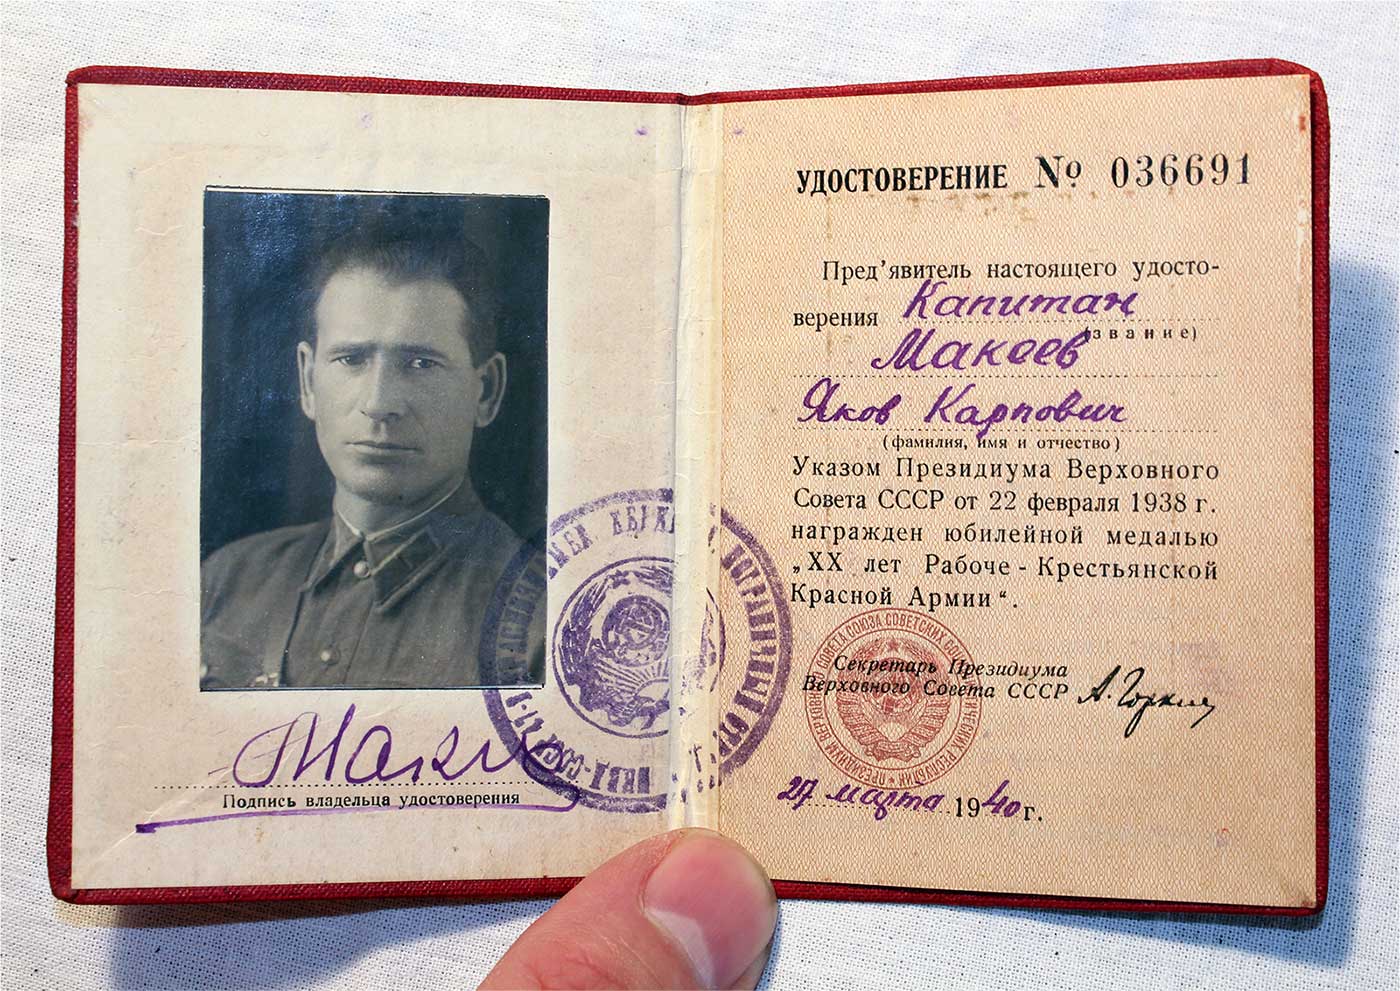 Подпись владельца удостоверения
УДОСТОВЕРЕНИЕ № 036691
Пред'явитель настоящего удосто-
верения Капитан
(звание)
Макеев
Яков Карпович
(фамилия, имя и отчество)
Указом Президиума Верховного
Совета СССР от 22 февраля 1938 г.
награжден юбилейной медалью
„XX лет Рабоче-Крестьянской
Красной Армии“.
Секретарь Президиума
Верховного Совета СССР А. Горкин
27 марта 1940 г.